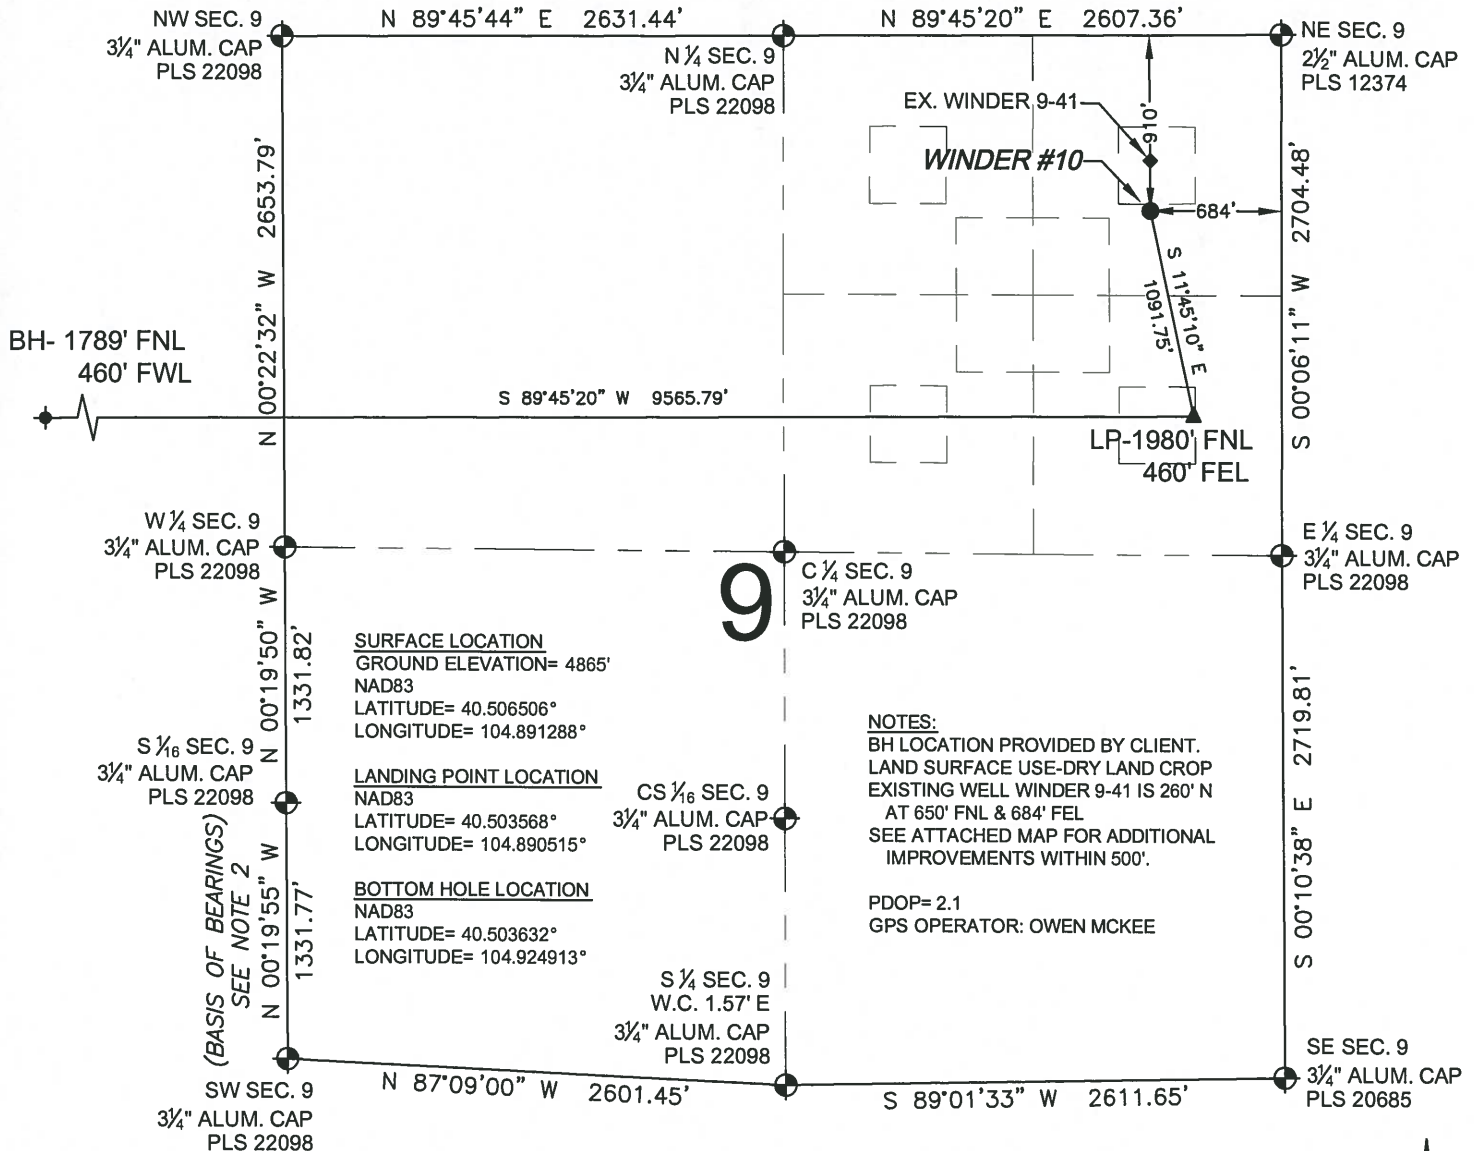 NW SEC. 9
3¼" ALUM. CAP
PLS 22098
N 89°45'44" E 2631.44'
N ¼ SEC. 9
3¼" ALUM. CAP
PLS 22098
N 89°45'20" E 2607.36'
NE SEC. 9
2½" ALUM. CAP
PLS 12374
EX. WINDER 9-41
910'
WINDER #10
684'
N 00°22'32" W 2653.79'
S 00°06'11" W 2704.48'
S 11°45'10" E
1091.75'
BH- 1789' FNL
460' FWL
S 89°45'20" W 9565.79'
LP-1980' FNL
460' FEL
W ¼ SEC. 9
3¼" ALUM. CAP
PLS 22098
9
C ¼ SEC. 9
3¼" ALUM. CAP
PLS 22098
E ¼ SEC. 9
3¼" ALUM. CAP
PLS 22098
N 00°19'50" W
1331.82'
SURFACE LOCATION
GROUND ELEVATION= 4865'
NAD83
LATITUDE= 40.506506°
LONGITUDE= 104.891288°
LANDING POINT LOCATION
NAD83
LATITUDE= 40.503568°
LONGITUDE= 104.890515°
BOTTOM HOLE LOCATION
NAD83
LATITUDE= 40.503632°
LONGITUDE= 104.924913°
NOTES:
BH LOCATION PROVIDED BY CLIENT.
LAND SURFACE USE-DRY LAND CROP
EXISTING WELL WINDER 9-41 IS 260' N
AT 650' FNL & 684' FEL
SEE ATTACHED MAP FOR ADDITIONAL
IMPROVEMENTS WITHIN 500'.
PDOP= 2.1
GPS OPERATOR: OWEN MCKEE
S 1⁄16 SEC. 9
3¼" ALUM. CAP
PLS 22098
CS 1⁄16 SEC. 9
3¼" ALUM. CAP
PLS 22098
(BASIS OF BEARINGS)
SEE NOTE 2
N 00°19'55" W
1331.77'
S 00°10'38" E 2719.81'
S ¼ SEC. 9
W.C. 1.57' E
3¼" ALUM. CAP
PLS 22098
SW SEC. 9
3¼" ALUM. CAP
PLS 22098
N 87°09'00" W 2601.45'
S 89°01'33" W 2611.65'
SE SEC. 9
3¼" ALUM. CAP
PLS 20685